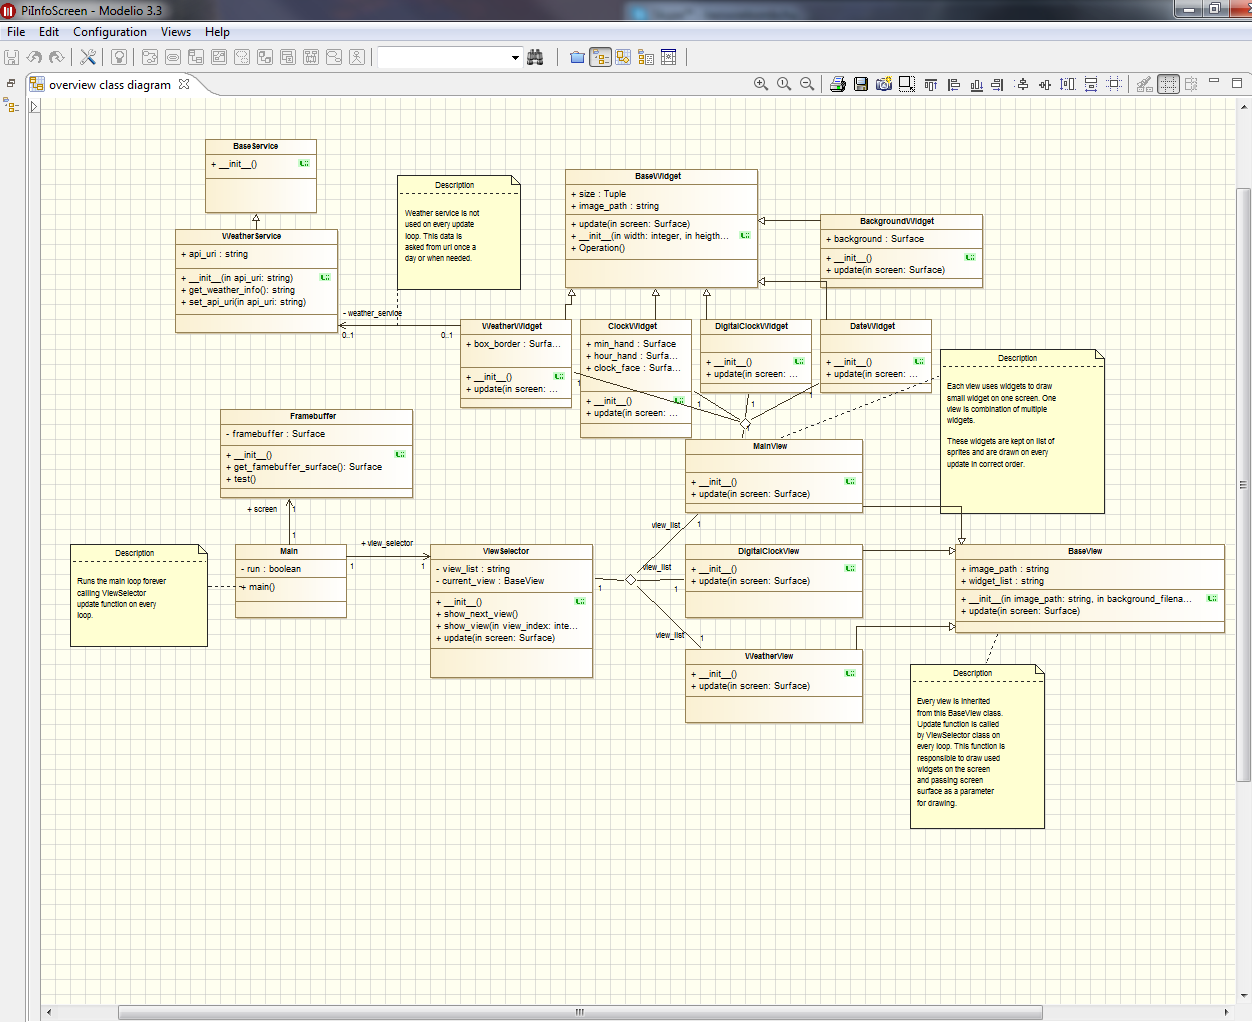 PiInfoScreen - Modelio 3.3
File Edit Configuration Views Help
overview class diagram
BaseService
+ __init__()
WeatherService
+ api_uri : string
+ __init__(in api_uri: string)
+ get_weather_info(): string
+ set_api_uri(in api_uri: string)
Description
Weather service is not
used on every update
loop. This data is
asked from url once a
day or when needed.
- weather_service
0..1
0..1
BaseWidget
+ size : Tuple
+ image_path : string
+ update(in screen: Surface)
+ __init__(in width: integer, in heigth...
+ Operation()
BackgroundWidget
+ background : Surface
+ __init__()
+ update(in screen: Surface)
WeatherWidget
+ box_border : Surfa...
+ __init__()
+ update(in screen: ...
ClockWidget
+ min_hand : Surface
+ hour_hand : Surfa...
+ clock_face : Surfa...
+ __init__()
+ update(in screen: ...
DigitalClockWidget
+ __init__()
+ update(in screen: ...
DateWidget
+ __init__()
+ update(in screen: ...
1
1
1
1
Description
Each view uses widgets to draw
small widget on one screen. One
view is combination of multiple
widgets.
These widgets are kept on list of
sprites and are drawn on every
update in correct order.
Framebuffer
- framebuffer : Surface
+ __init__()
+ get_famebuffer_surface(): Surface
+ test()
+ screen
1
1
MainView
+ __init__()
+ update(in screen: Surface)
Description
Runs the main loop forever
calling ViewSelector
update function on every
loop.
Main
- run : boolean
+ main()
+ view_selector
1
1
ViewSelector
- view_list : string
- current_view : BaseView
+ __init__()
+ show_next_view()
+ show_view(in view_index: inte...
+ update(in screen: Surface)
view_list
1
view_list
1
1
view_list
1
DigitalClockView
+ __init__()
+ update(in screen: Surface)
WeatherView
+ __init__()
+ update(in screen: Surface)
BaseView
+ image_path : string
+ widget_list : string
+ __init__(in image_path: string, in background_filena...
+ update(in screen: Surface)
Description
Every view is inherited
from this BaseView class.
Update function is called
by ViewSelector class on
every loop. This function is
responsible to draw used
widgets on the screen
and passing screen
surface as a parameter
for drawing.